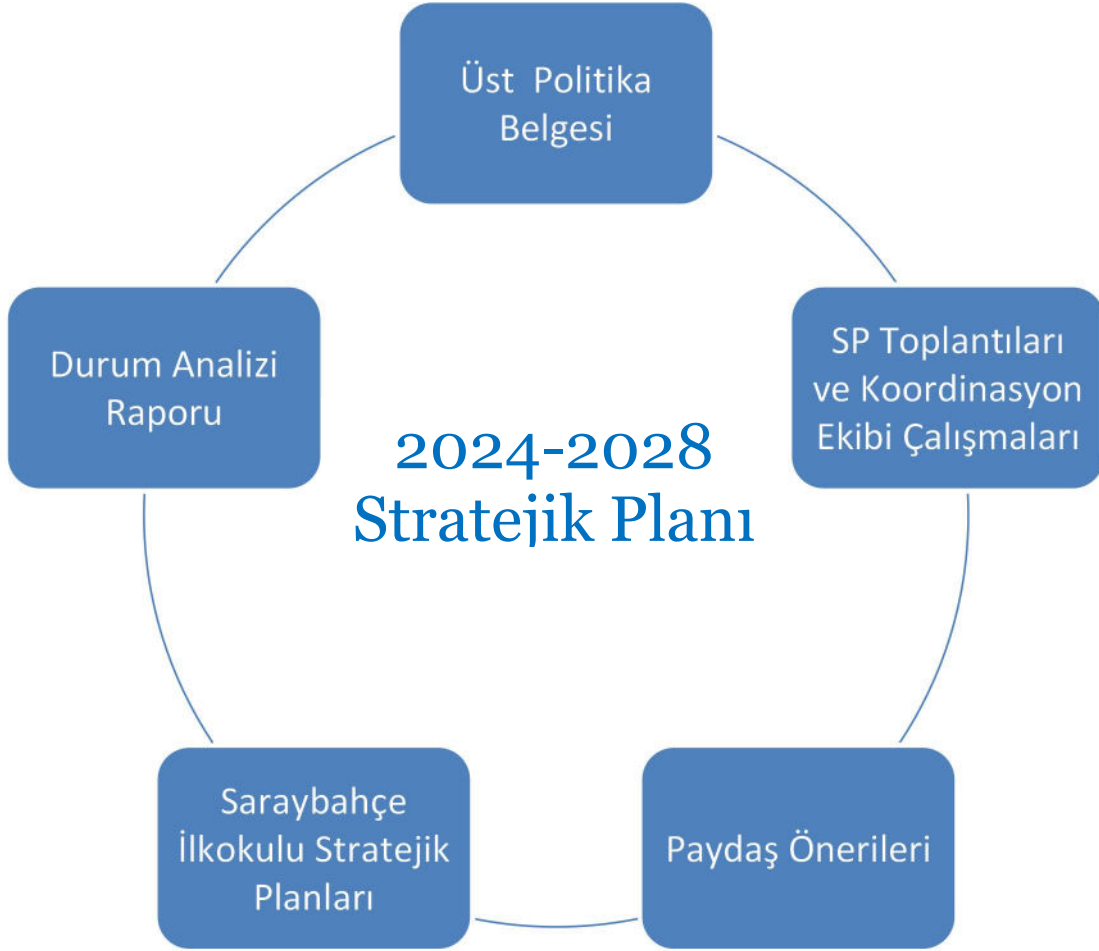 Üst Politika
Belgesi
SP Toplantıları
ve Koordinasyon
Ekibi Çalışmaları
Paydaş Önerileri
Saraybahçe
İlkokulu Stratejik
Planları
Durum Analizi
Raporu
2024-2028
Stratejik Planı